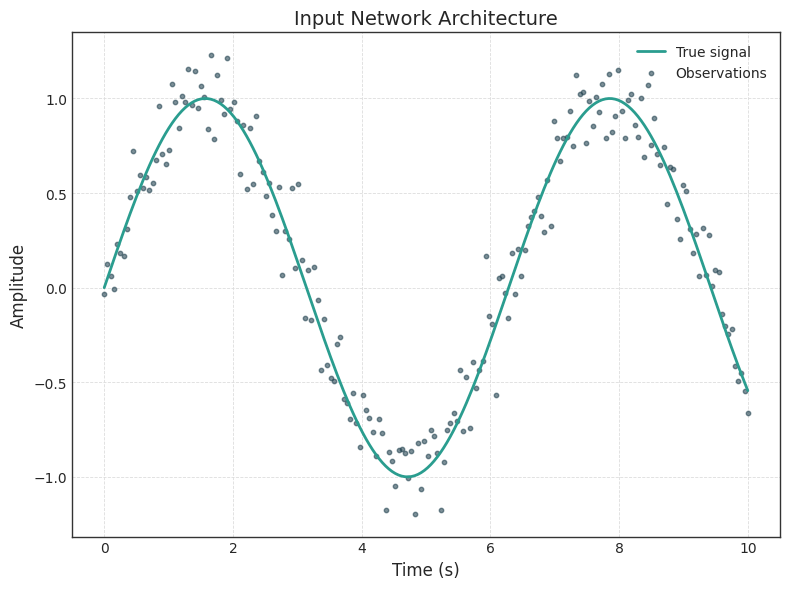 Input Network Architecture
True signal
Observations
Amplitude
1.0
0.5
0.0
−0.5
−1.0
0
2
4
6
8
10
Time (s)